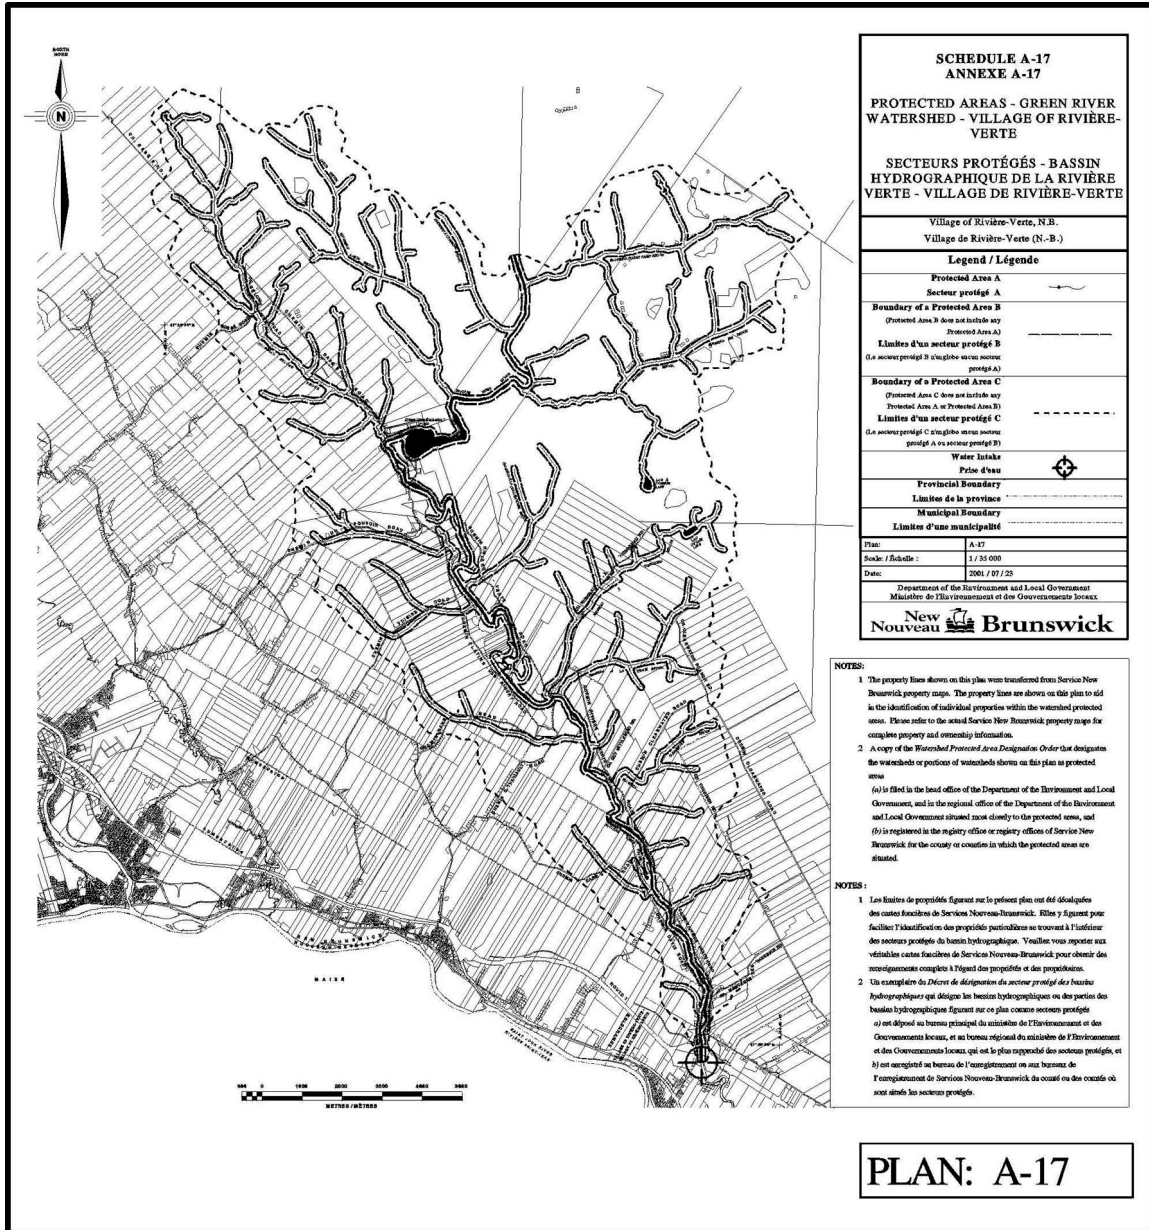 NORTH
NORD
N
SCHEDULE A-17
ANNEXE A-17
PROTECTED AREAS - GREEN RIVER
WATERSHED - VILLAGE OF RIVIÈRE-
VERTE
SECTEURS PROTÉGÉS - BASSIN
HYDROGRAPHIQUE DE LA RIVIÈRE
VERTE - VILLAGE DE RIVIÈRE-VERTE
Village of Rivière-Verte, N.B.
Village de Rivière-Verte (N.-B.)
Legend / Légende
Protected Area A
Secteur protégé A
Boundary of a Protected Area B
(Protected Area B does not include any
Protected Area A)
Limites d'un secteur protégé B
(Le secteur protégé B n'englobe aucun secteur
protégé A)
Boundary of a Protected Area C
(Protected Area C does not include any
Protected Area A or Protected Area B)
Limites d'un secteur protégé C
(Le secteur protégé C n'englobe aucun secteur
protégé A ou secteur protégé B)
Water Intake
Prise d'eau
Provincial Boundary
Limites de la province
Municipal Boundary
Limites d'une municipalité
Plan: A-17
Scale: / Échelle : 1 / 35 000
Date: 2001 / 07 / 23
Department of the Environment and Local Government
Ministère de l'Environnement et des Gouvernements locaux
New
Nouveau Brunswick
NOTES:
1 The property lines shown on this plan were transferred from Service New
Brunswick property maps. The property lines are shown on this plan to aid
in the identification of individual properties within the watershed protected
areas. Please refer to the actual Service New Brunswick property maps for
complete property and ownership information.
2 A copy of the Watershed Protected Area Designation Order that designates
the watersheds or portions of watersheds shown on this plan as protected
areas
(a) is filed in the head office of the Department of the Environment and Local
Government, and in the regional office of the Department of the Environment
and Local Government situated most closely to the protected areas, and
(b) is registered in the registry office or registry offices of Service New
Brunswick for the county or counties in which the protected areas are
situated.
NOTES :
1 Les limites de propriétés figurant sur le présent plan ont été décalquées
des cartes foncières de Services Nouveau-Brunswick. Elles y figurent pour
faciliter l'identification des propriétés particulières se trouvant à l'intérieur
des secteurs protégés du bassin hydrographique. Veuillez vous reporter aux
véritables cartes foncières de Services Nouveau-Brunswick pour obtenir des
renseignements complets à l'égard des propriétés et des propriétaires.
2 Un exemplaire du Décret de désignation du secteur protégé des bassins
hydrographiques qui désigne les bassins hydrographiques ou des parties des
bassins hydrographiques figurant sur ce plan comme secteurs protégés
a) est déposé au bureau principal du ministère de l'Environnement et des
Gouvernements locaux, et au bureau régional du ministère de l'Environnement
et des Gouvernements locaux qui est le plus rapproché des secteurs protégés, et
b) est enregistré au bureau de l'enregistrement ou aux bureaux de
l'enregistrement de Services Nouveau-Brunswick du comté ou des comtés où
sont situés les secteurs protégés.
MAINE
500 0 1000 2000 3000 4000 5000
METRES / MÈTRES
PLAN: A-17